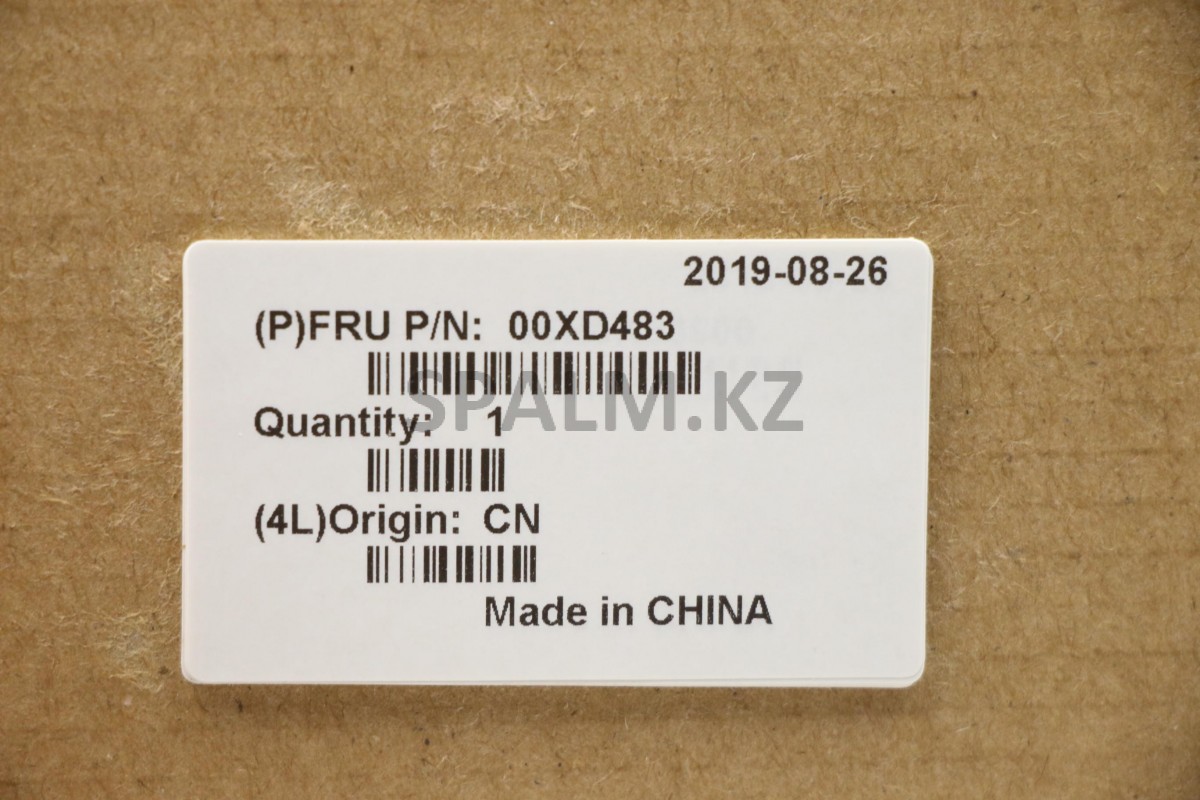 2019-08-26
(P)FRU P/N: 00XD483
SPALM.KZ
Quantity: 1
(4L)Origin: CN
Made in CHINA